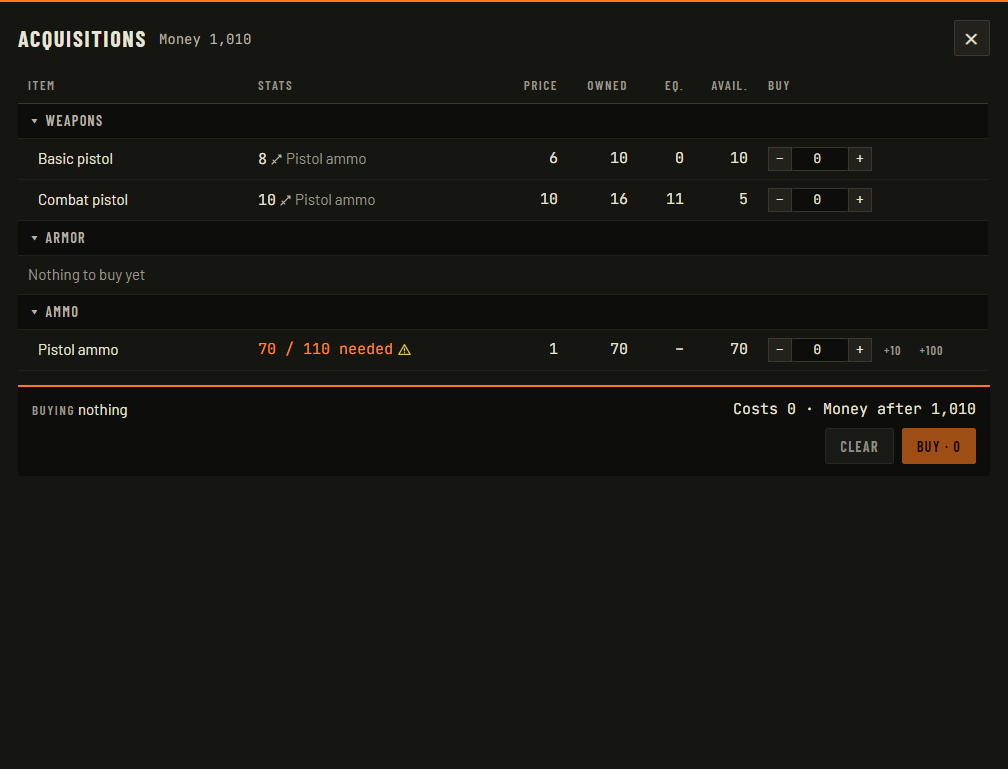 ACQUISITIONS Money 1,010 ✕
ITEM STATS PRICE OWNED EQ. AVAIL. BUY
▾ WEAPONS
Basic pistol 8 Pistol ammo 6 10 0 10 − 0 +
Combat pistol 10 Pistol ammo 10 16 11 5 − 0 +
▾ ARMOR
Nothing to buy yet
▾ AMMO
Pistol ammo 70 / 110 needed ⚠ 1 70 – 70 − 0 + +10 +100
BUYING nothing Costs 0 · Money after 1,010
CLEAR BUY · 0